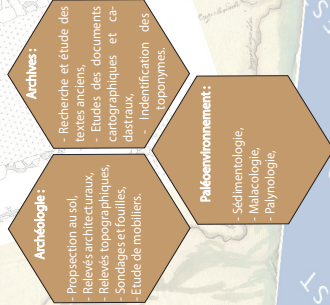 Archives :
- Recherche et étude des
textes anciens,
- Etudes des documents
cartographiques et ca-
dastraux,
- Indentification des
toponymes.
Archéologie :
- Propsection au sol,
- Relevés architecturaux,
- Relevés topographiques,
- Sondages et fouilles,
- Etude de mobiliers.
Paléoenvironnement :
- Sédimentologie,
- Malacologie,
- Palynologie,